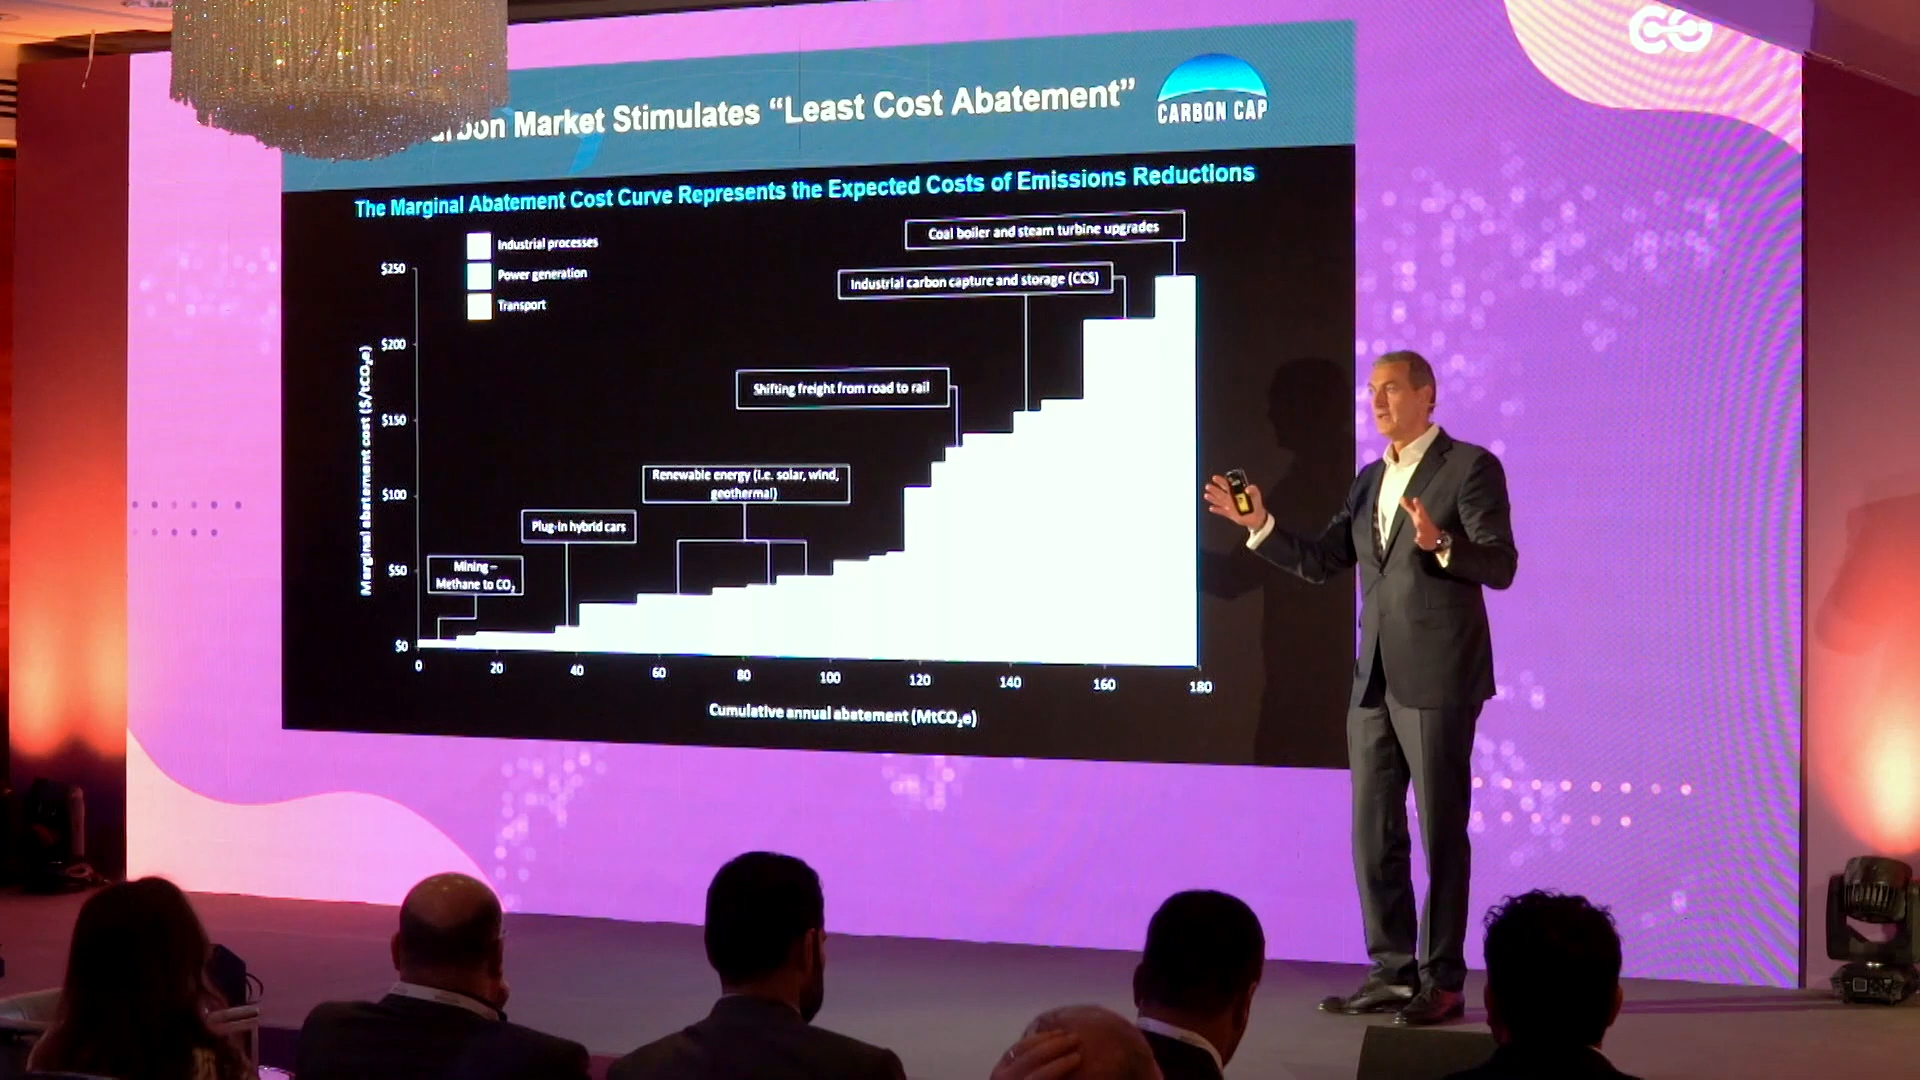 Market Stimulates “Least Cost Abatement”
CARBON CAP
The Marginal Abatement Cost Curve Represents the Expected Costs of Emissions Reductions
Industrial processes
Power generation
Transport
Coal boiler and steam turbine upgrades
Industrial carbon capture and storage (CCS)
Shifting freight from road to rail
Renewable energy (i.e. solar, wind,
geothermal)
Plug-in hybrid cars
Mining –
Methane to CO₂
Marginal abatement cost ($/tCO₂e)
$250
$200
$150
$100
$50
$0
0 20 40 60 80 100 120 140 160 180
Cumulative annual abatement (MtCO₂e)